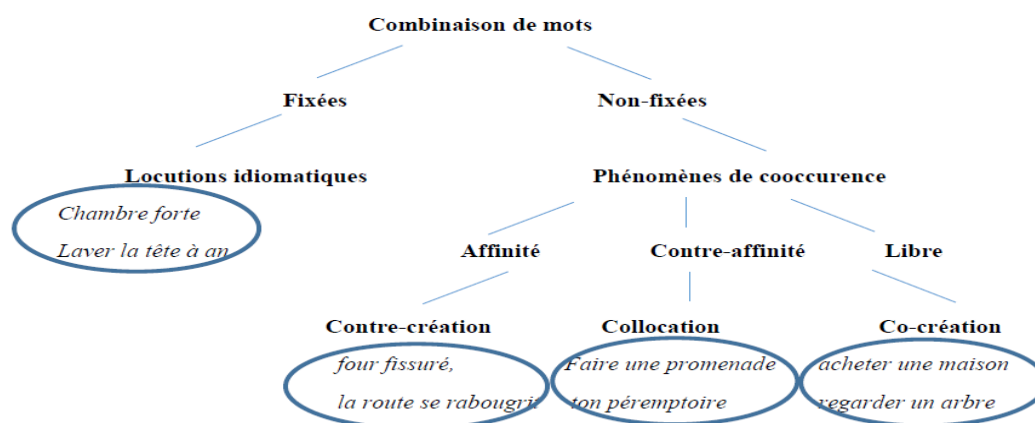 Combinaison de mots
Fixées Non-fixées
Locutions idiomatiques Phénomènes de cooccurence
Chambre forte
Laver la tête à an
Affinité Contre-affinité Libre
Contre-création Collocation Co-création
four fissuré, Faire une promenade acheter une maison
la route se rabougrit ton péremptoire regarder un arbre